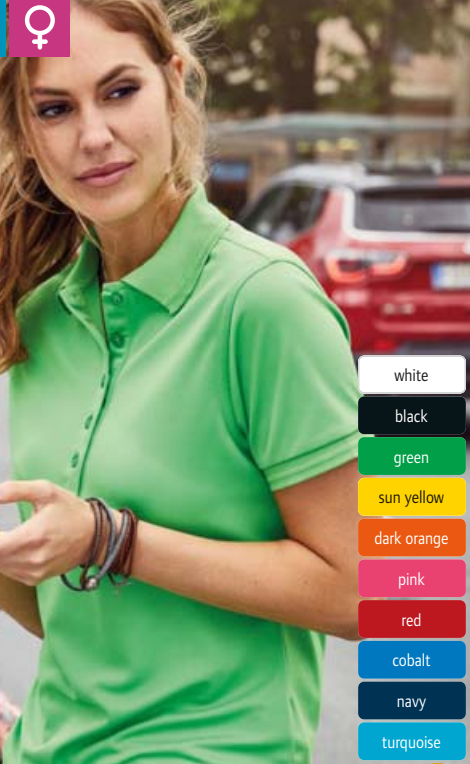 white
black
green
sun yellow
dark orange
pink
red
cobalt
navy
turquoise